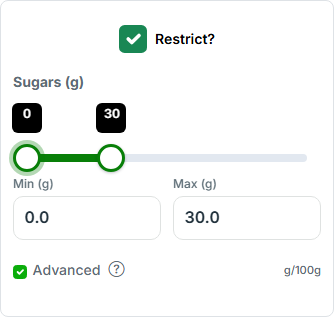 Restrict?
Sugars (g)
0 30
Min (g) Max (g)
0.0 30.0
Advanced ? g/100g